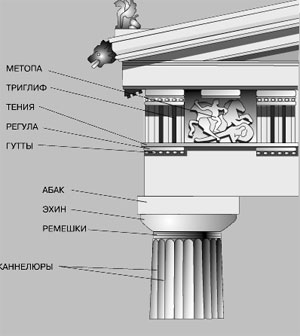 МЕТОПА
ТРИГЛИФ
ТЕНИЯ
РЕГУЛА
ГУТТЫ
АБАК
ЭХИН
РЕМЕШКИ
КАННЕЛЮРЫ